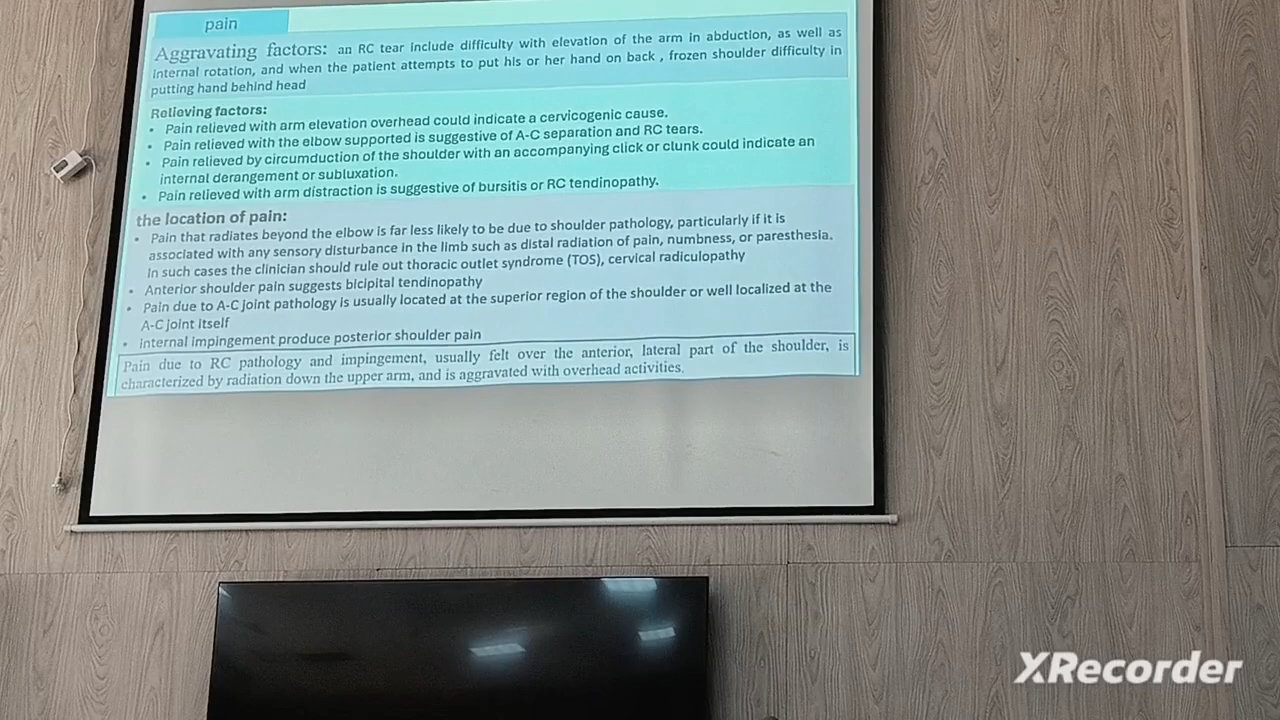 pain
Aggravating factors: an RC tear include difficulty with elevation of the arm in abduction, as well as
internal rotation, and when the patient attempts to put his or her hand on back , frozen shoulder difficulty in
putting hand behind head
Relieving factors:
• Pain relieved with arm elevation overhead could indicate a cervicogenic cause.
• Pain relieved with the elbow supported is suggestive of A-C separation and RC tears.
• Pain relieved by circumduction of the shoulder with an accompanying click or clunk could indicate an
internal derangement or subluxation.
• Pain relieved with arm distraction is suggestive of bursitis or RC tendinopathy.
the location of pain:
• Pain that radiates beyond the elbow is far less likely to be due to shoulder pathology, particularly if it is
associated with any sensory disturbance in the limb such as distal radiation of pain, numbness, or paresthesia.
In such cases the clinician should rule out thoracic outlet syndrome (TOS), cervical radiculopathy
• Anterior shoulder pain suggests bicipital tendinopathy
• Pain due to A-C joint pathology is usually located at the superior region of the shoulder or well localized at the
A-C joint itself
• Internal impingement produce posterior shoulder pain
Pain due to RC pathology and impingement, usually felt over the anterior, lateral part of the shoulder, is
characterized by radiation down the upper arm, and is aggravated with overhead activities.
XRecorder